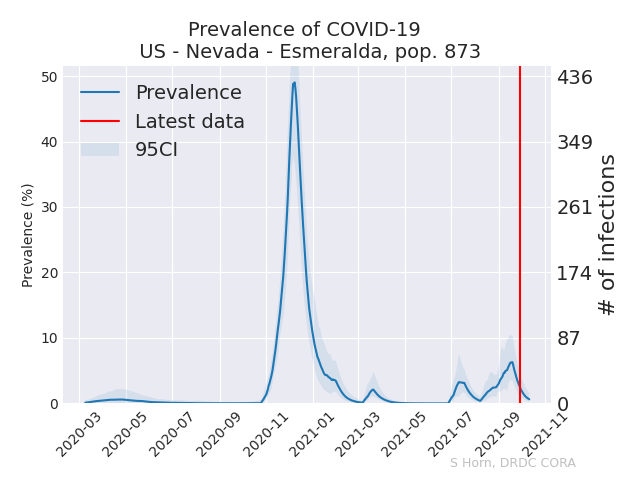 Prevalence of COVID-19
US - Nevada - Esmeralda, pop. 873
Prevalence
Latest data
95CI
Prevalence (%)
50
40
30
20
10
0
436
349
261
174
87
0
# of infections
2020-03
2020-05
2020-07
2020-09
2020-11
2021-01
2021-03
2021-05
2021-07
2021-09
2021-11
S Horn, DRDC CORA